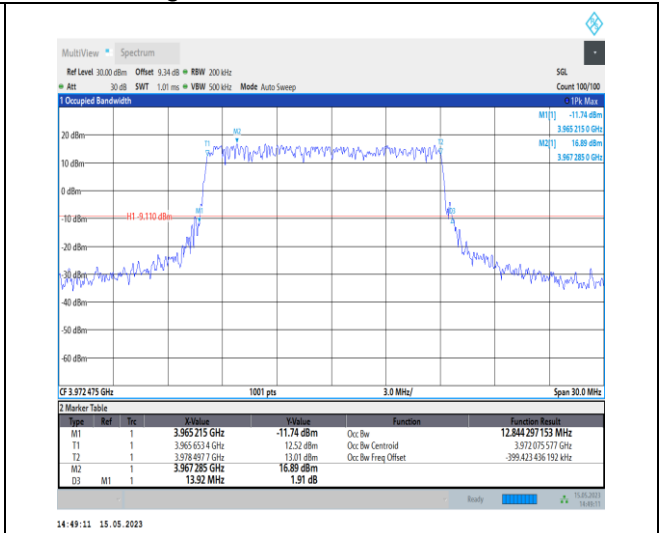 MultiView Spectrum
Ref Level 30.00 dBm Offset 9.34 dB RBW 200 kHz SGL
Att 30 dB SWT 1.01 ms VBW 500 kHz Mode Auto Sweep Count 100/100
1 Occupied Bandwidth 1Pk Max
M1[1] -11.74 dBm
3.965 215 0 GHz
M2[1] 16.89 dBm
3.967 285 0 GHz
20 dBm
M2
T1
T2
10 dBm
0 dBm
M1
D3
-10 dBm
H1 -9.110 dBm
-20 dBm
-30 dBm
-40 dBm
-50 dBm
-60 dBm
CF 3.972 475 GHz 1001 pts 3.0 MHz/ Span 30.0 MHz
2 Marker Table
Type Ref Trc X-Value Y-Value Function Function Result
M1 1 3.965 215 GHz -11.74 dBm Occ Bw 12.844 297 153 MHz
T1 1 3.965 653 4 GHz 12.52 dBm Occ Bw Centroid 3.972 075 577 GHz
T2 1 3.978 497 7 GHz 13.01 dBm Occ Bw Freq Offset -399.423 436 192 kHz
M2 1 3.967 285 GHz 16.89 dBm
D3 M1 1 13.92 MHz 1.91 dB
Ready 15.05.2023
14:49:11
14:49:11 15.05.2023